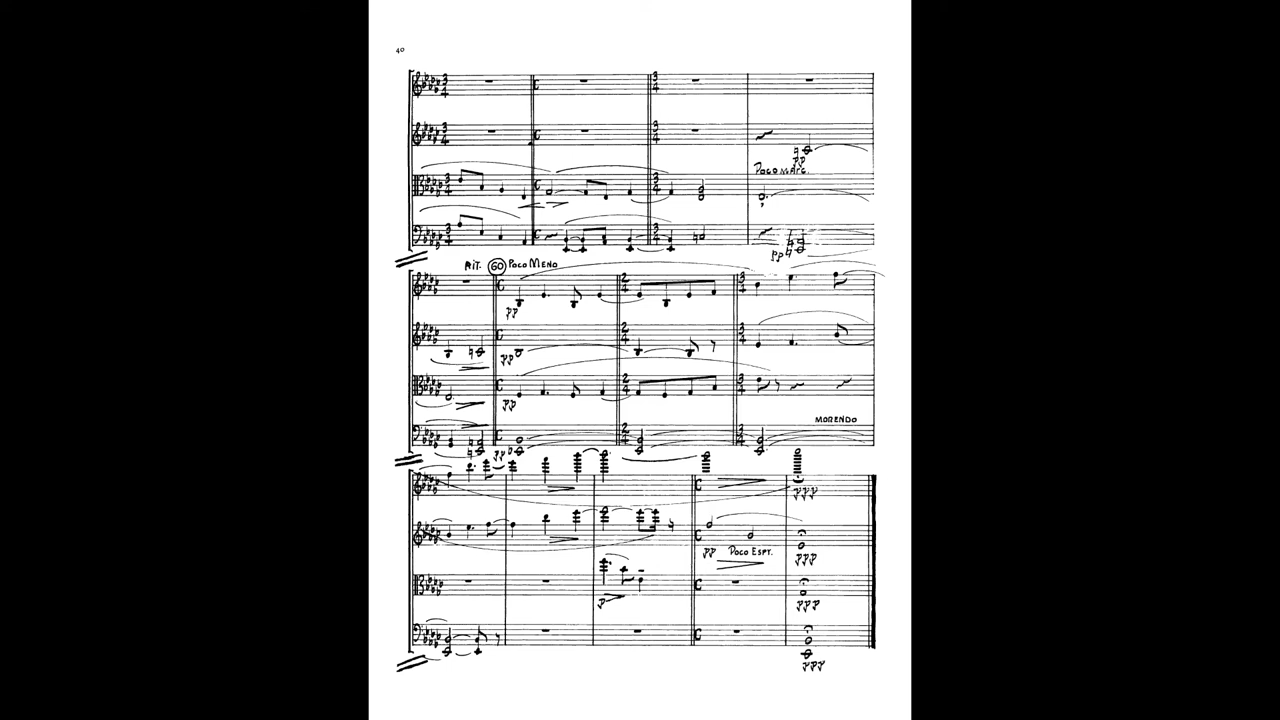 40
pp
POCO MARC.
pp
RIT. 60 POCO MENO
pp
pp
pp
MORENDO
pp
ppp
pp POCO ESPR.
ppp
p
ppp
ppp